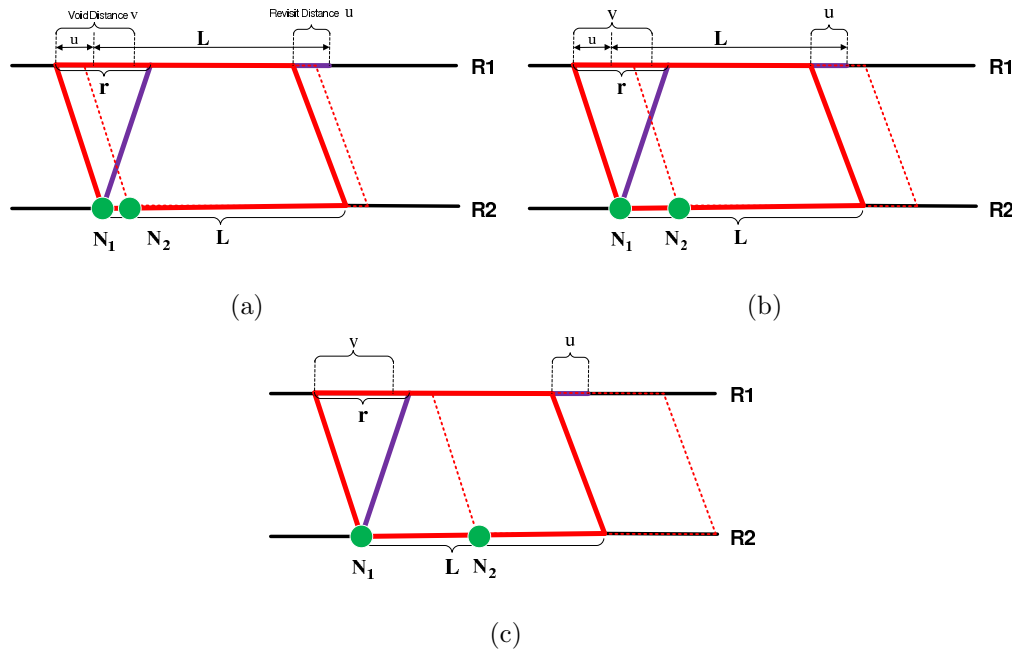 Void Distance v Revisit Distance u
u L
R1
r
R2
N1 N2 L
(a)
v u
u L
R1
r
R2
N1 N2 L
(b)
v u
R1
r
R2
N1 L N2
(c)